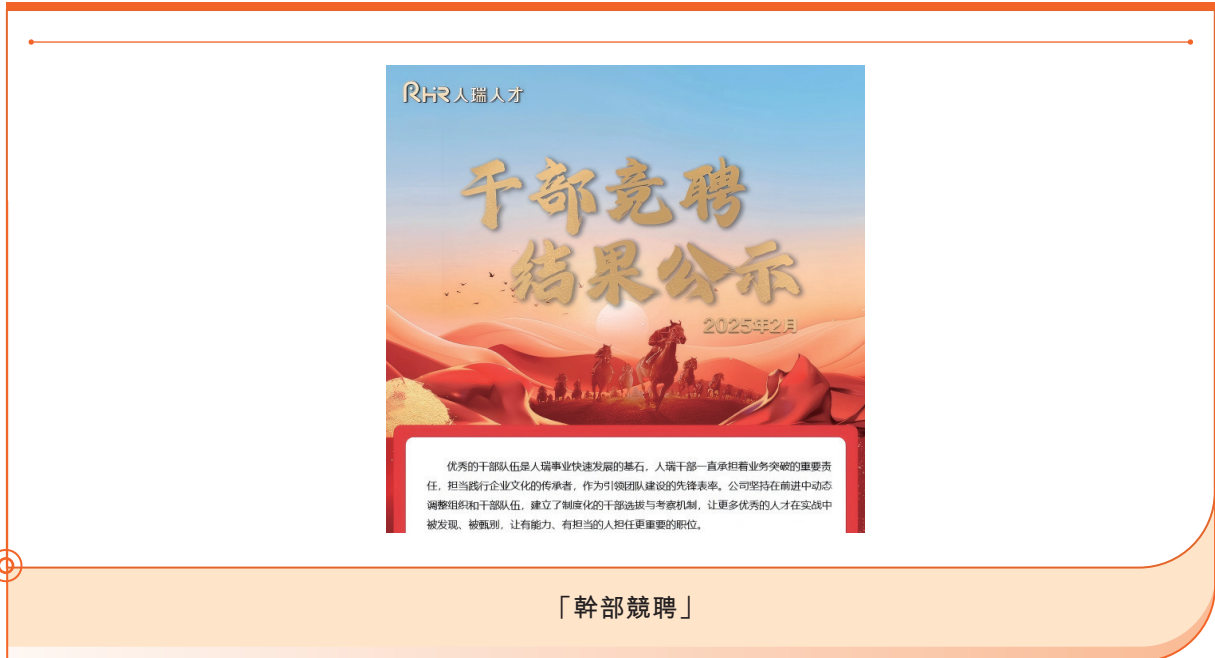 RHR人瑞人才
干部竞聘
结果公示
2025年2月
优秀的干部队伍是人瑞事业快速发展的基石，人瑞干部一直承担着业务突破的重要责
任，担当践行企业文化的传承者，作为引领团队建设的先锋表率。公司坚持在前进中动态
调整组织和干部队伍，建立了制度化的干部选拔与考察机制，让更多优秀的人才在实战中
被发现、被甄别，让有能力、有担当的人担任更重要的职位。
「幹部競聘」